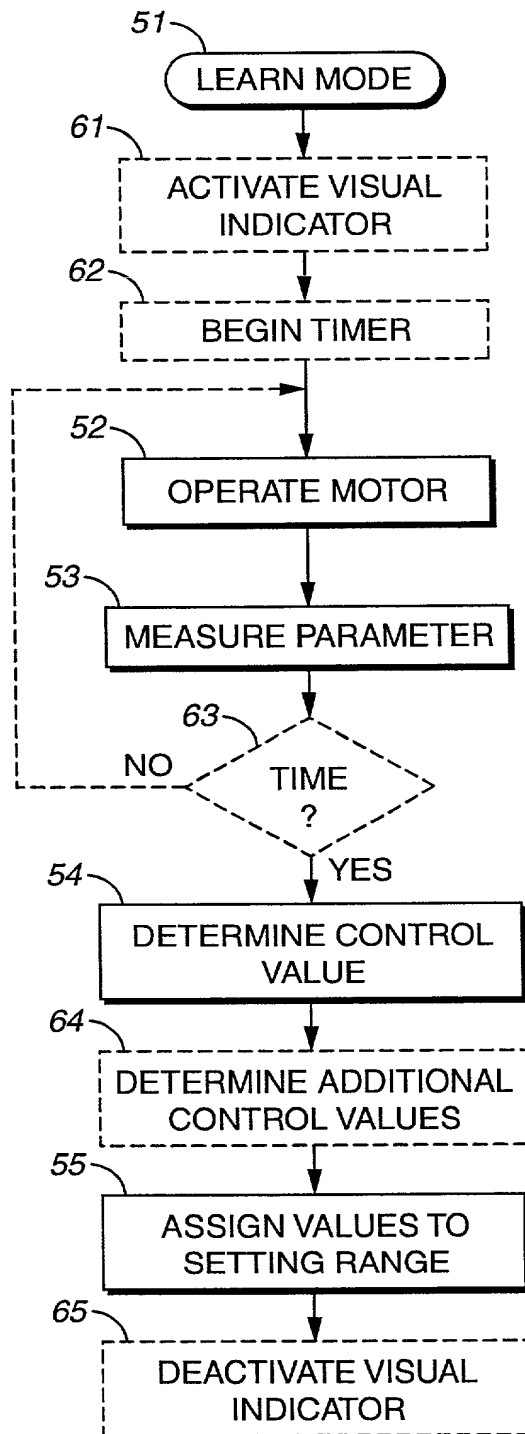 51
LEARN MODE
61
ACTIVATE VISUAL
INDICATOR
62
BEGIN TIMER
52
OPERATE MOTOR
53
MEASURE PARAMETER
63
NO
TIME
?
YES
54
DETERMINE CONTROL
VALUE
64
DETERMINE ADDITIONAL
CONTROL VALUES
55
ASSIGN VALUES TO
SETTING RANGE
65
DEACTIVATE VISUAL
INDICATOR